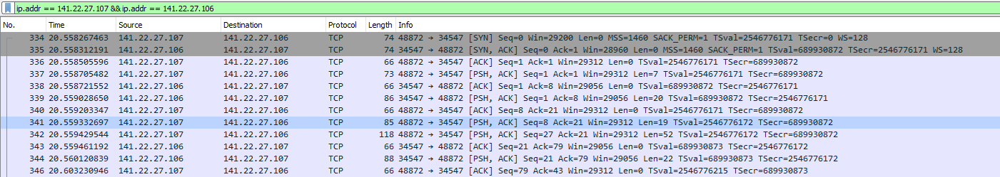 ip.addr == 141.22.27.107 && ip.addr == 141.22.27.106
No. Time Source Destination Protocol Length Info
334 20.558267463 141.22.27.107 141.22.27.106 TCP 74 48872 → 34547 [SYN] Seq=0 Win=29200 Len=0 MSS=1460 SACK_PERM=1 TSval=2546776171 TSecr=0 WS=128
335 20.558312191 141.22.27.106 141.22.27.107 TCP 74 34547 → 48872 [SYN, ACK] Seq=0 Ack=1 Win=28960 Len=0 MSS=1460 SACK_PERM=1 TSval=689930872 TSecr=2546776171 WS=128
336 20.558505596 141.22.27.107 141.22.27.106 TCP 66 48872 → 34547 [ACK] Seq=1 Ack=1 Win=29312 Len=0 TSval=2546776171 TSecr=689930872
337 20.558705482 141.22.27.107 141.22.27.106 TCP 73 48872 → 34547 [PSH, ACK] Seq=1 Ack=1 Win=29312 Len=7 TSval=2546776171 TSecr=689930872
338 20.558721552 141.22.27.106 141.22.27.107 TCP 66 34547 → 48872 [ACK] Seq=1 Ack=8 Win=29056 Len=0 TSval=689930872 TSecr=2546776171
339 20.559028650 141.22.27.106 141.22.27.107 TCP 86 34547 → 48872 [PSH, ACK] Seq=1 Ack=8 Win=29056 Len=20 TSval=689930872 TSecr=2546776171
340 20.559203347 141.22.27.107 141.22.27.106 TCP 66 48872 → 34547 [ACK] Seq=8 Ack=21 Win=29312 Len=0 TSval=2546776171 TSecr=689930872
341 20.559332697 141.22.27.107 141.22.27.106 TCP 85 48872 → 34547 [PSH, ACK] Seq=8 Ack=21 Win=29312 Len=19 TSval=2546776172 TSecr=689930872
342 20.559429544 141.22.27.107 141.22.27.106 TCP 118 48872 → 34547 [PSH, ACK] Seq=27 Ack=21 Win=29312 Len=52 TSval=2546776172 TSecr=689930872
343 20.559461192 141.22.27.106 141.22.27.107 TCP 66 34547 → 48872 [ACK] Seq=21 Ack=79 Win=29056 Len=0 TSval=689930873 TSecr=2546776172
344 20.560120839 141.22.27.106 141.22.27.107 TCP 88 34547 → 48872 [PSH, ACK] Seq=21 Ack=79 Win=29056 Len=22 TSval=689930873 TSecr=2546776172
346 20.603230946 141.22.27.107 141.22.27.106 TCP 66 48872 → 34547 [ACK] Seq=79 Ack=43 Win=29312 Len=0 TSval=2546776215 TSecr=689930873